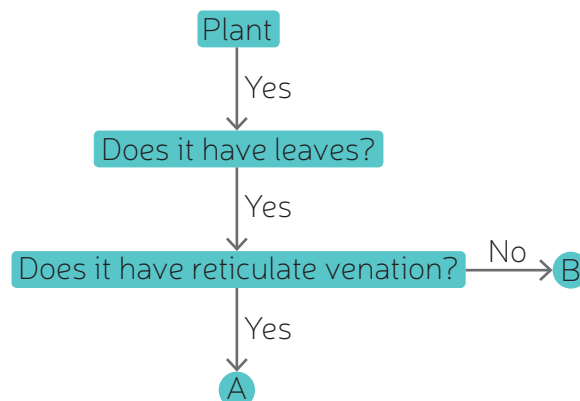 Plant
Yes
Does it have leaves?
Yes
Does it have reticulate venation?
No
B
Yes
A